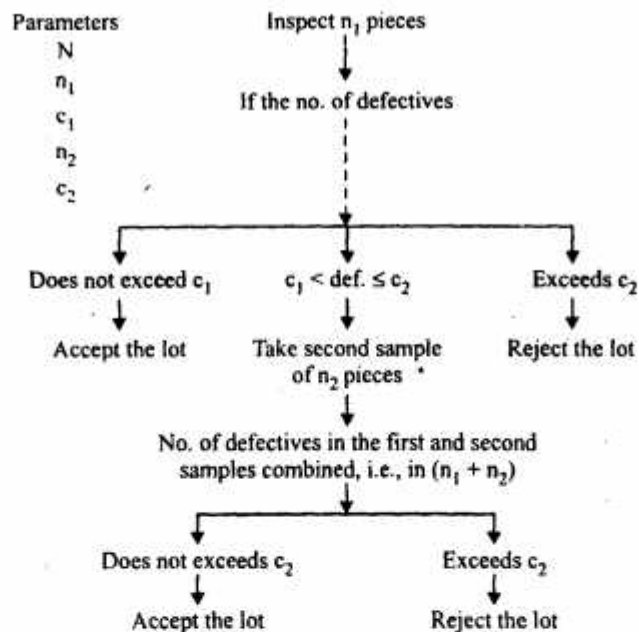 Parameters
N
n₁
c₁
n₂
c₂
Inspect n₁ pieces
If the no. of defectives
Does not exceed c₁
c₁ < def. ≤ c₂
Exceeds c₂
Accept the lot
Take second sample
of n₂ pieces
Reject the lot
No. of defectives in the first and second
samples combined, i.e., in (n₁ + n₂)
Does not exceeds c₂
Exceeds c₂
Accept the lot
Reject the lot